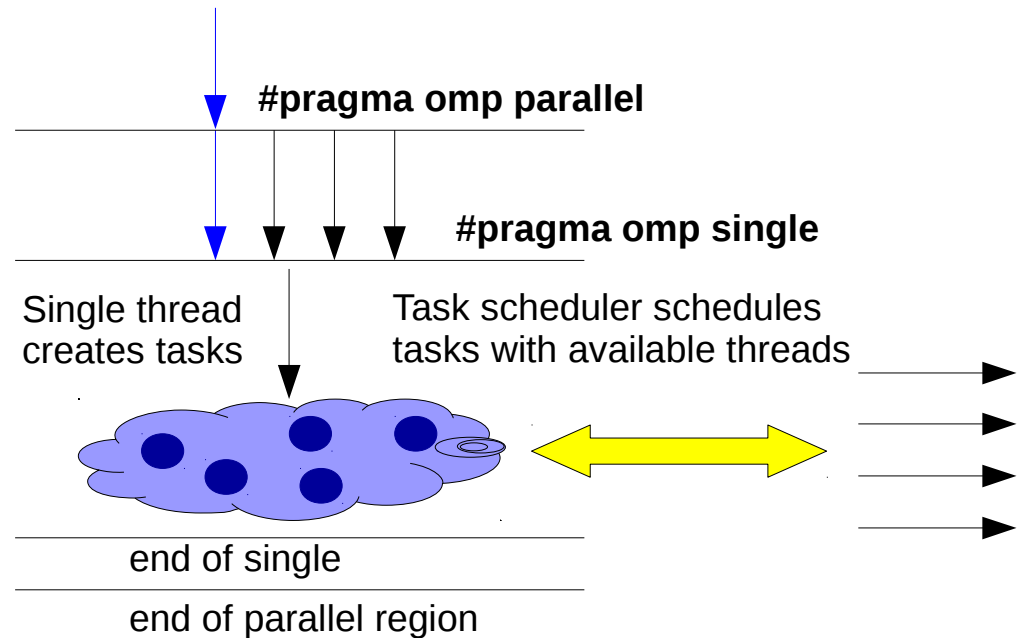 #pragma omp parallel
#pragma omp single
Single thread
creates tasks
Task scheduler schedules
tasks with available threads
end of single
end of parallel region